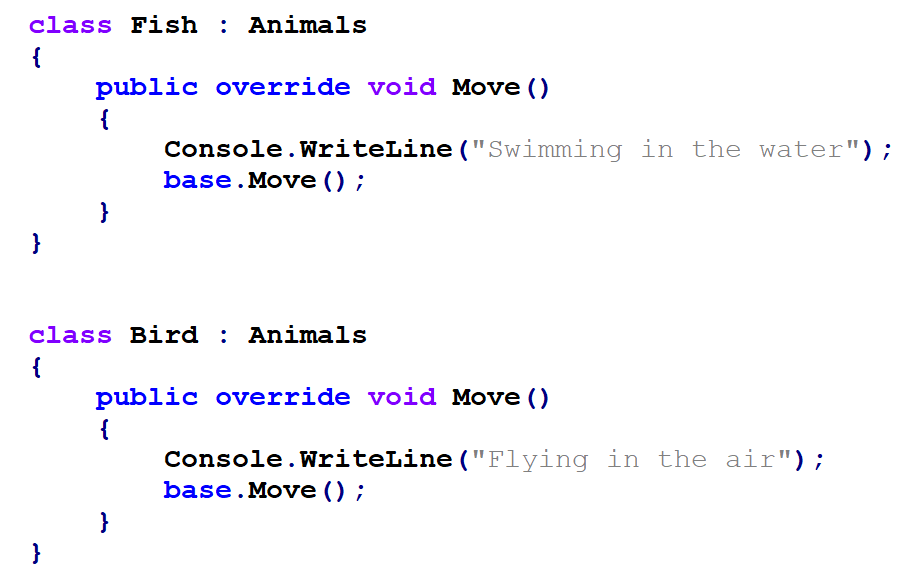 class Fish : Animals
{
    public override void Move()
    {
        Console.WriteLine("Swimming in the water");
        base.Move();
    }
}
class Bird : Animals
{
    public override void Move()
    {
        Console.WriteLine("Flying in the air");
        base.Move();
    }
}